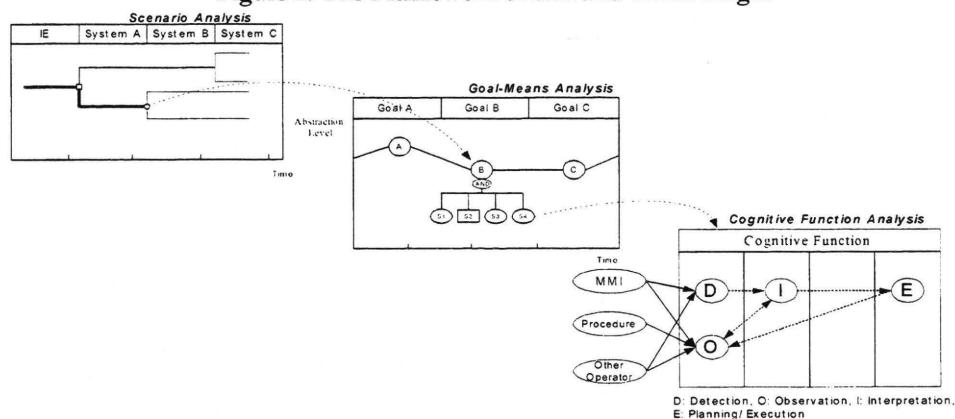 Scenario Analysis
IE System A System B System C
Time
Goal-Means Analysis
Goal A Goal B Goal C
Abstraction
Level
A
B
C
AND
S1 S2 S3 S4
Time
Cognitive Function Analysis
Cognitive Function
MMI
Procedure
Other
Operator
D
I
E
O
D: Detection, O: Observation, I: Interpretation,
E: Planning/Execution